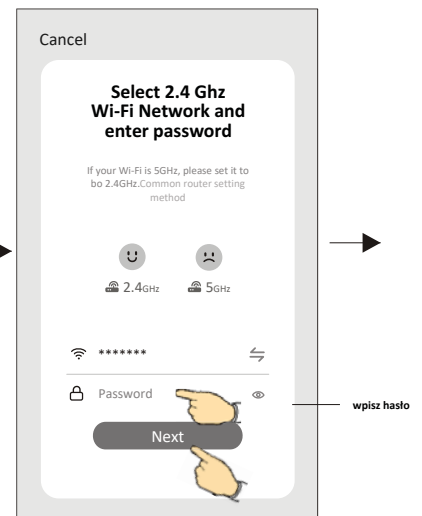 Cancel
Select 2.4 Ghz
Wi-Fi Network and
enter password
If your Wi-Fi is 5GHz, please set it to
bo 2.4GHz.Common router setting
method
2.4GHz 5GHz
*******
Password
wpisz hasło
Next